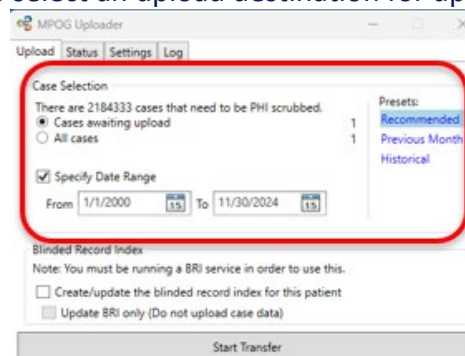 select an upload destination for up
MPOG Uploader
Upload Status Settings Log
Case Selection
There are 2184333 cases that need to be PHI scrubbed.
Cases awaiting upload 1
All cases 1
Presets:
Recommended
Previous Month
Historical
Specify Date Range
From 1/1/2000 15 To 11/30/2024 15
Blinded Record Index
Note: You must be running a BRI service in order to use this.
Create/update the blinded record index for this patient
Update BRI only (Do not upload case data)
Start Transfer